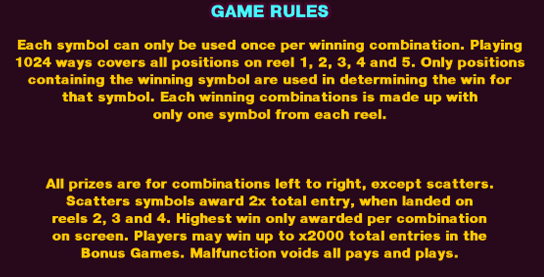 GAME RULES
Each symbol can only be used once per winning combination. Playing
1024 ways covers all positions on reel 1, 2, 3, 4 and 5. Only positions
containing the winning symbol are used in determining the win for
that symbol. Each winning combinations is made up with
only one symbol from each reel.
All prizes are for combinations left to right, except scatters.
Scatters symbols award 2x total entry, when landed on
reels 2, 3 and 4. Highest win only awarded per combination
on screen. Players may win up to x2000 total entries in the
Bonus Games. Malfunction voids all pays and plays.